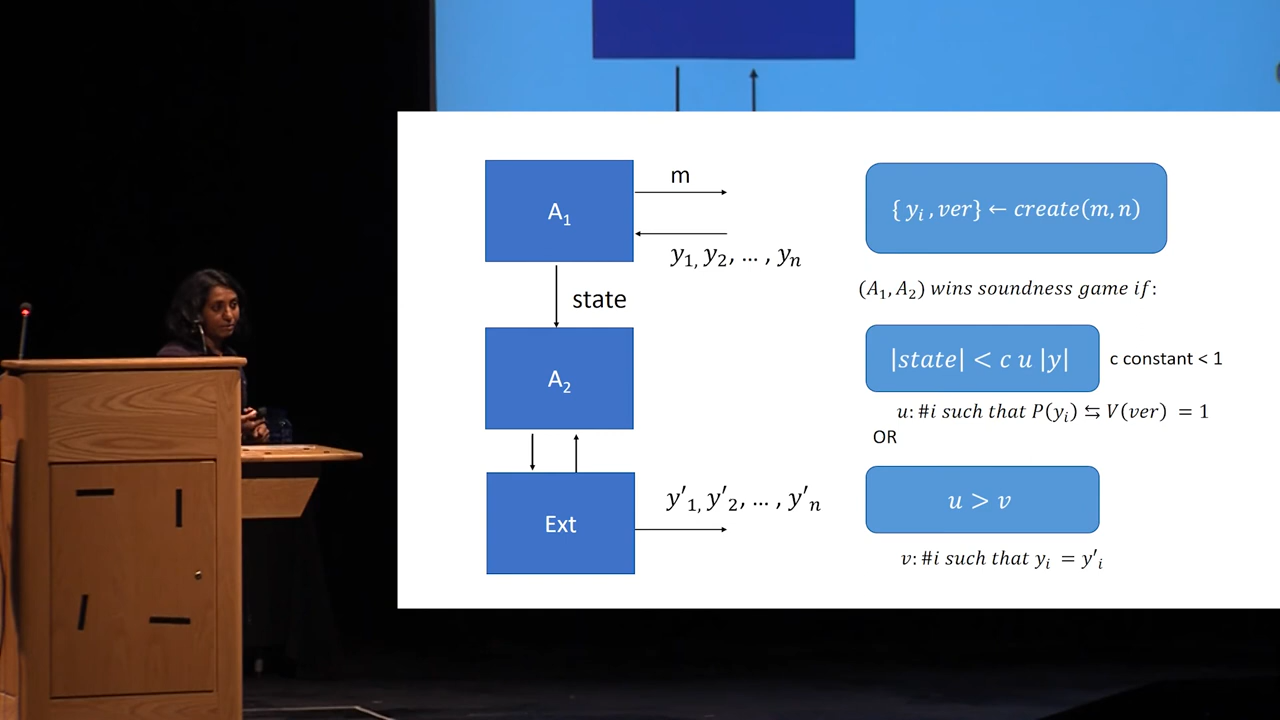 A₁
m
y₁, y₂, … , yₙ
{ yᵢ , ver} ← create(m, n)
state
(A₁, A₂) wins soundness game if:
A₂
|state| < c u |y|
c constant < 1
u: #i such that P(yᵢ) ⇆ V(ver) = 1
OR
Ext
y′₁, y′₂, … , y′ₙ
u > v
v: #i such that yᵢ = y′ᵢ